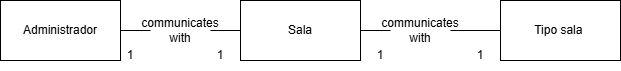 Administrador
communicates
with
1
1
Sala
communicates
with
1
1
Tipo sala